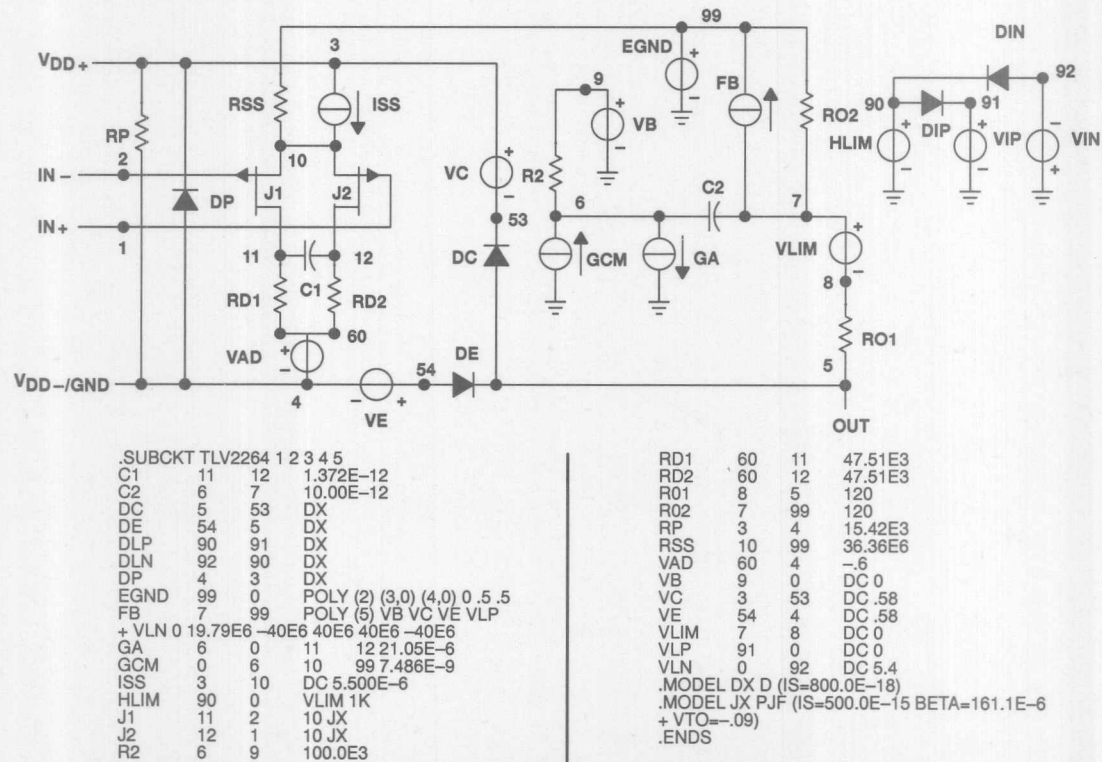 99
3
EGND
+
DIN
92
V_DD+
9
FB
90
91
RSS
ISS
RO2
RP
VB
DIP
HLIM
VIP
VIN
2
10
IN –
J1
J2
VC
R2
C2
7
DP
53
6
IN+
1
DC
GCM
GA
VLIM
11
12
C1
8
RD1
RD2
RO1
60
VAD
DE
5
54
V_DD–/GND
4
VE
OUT
.SUBCKT TLV2264 1 2 3 4 5
C1 11 12 1.372E–12
C2 6 7 10.00E–12
DC 5 53 DX
DE 54 5 DX
DLP 90 91 DX
DLN 92 90 DX
DP 4 3 DX
EGND 99 0 POLY (2) (3,0) (4,0) 0 .5 .5
FB 7 99 POLY (5) VB VC VE VLP
+ VLN 0 19.79E6 –40E6 40E6 40E6 –40E6
GA 6 0 11 12 21.05E–6
GCM 0 6 10 99 7.486E–9
ISS 3 10 DC 5.500E–6
HLIM 90 0 VLIM 1K
J1 11 2 10 JX
J2 12 1 10 JX
R2 6 9 100.0E3
RD1 60 11 47.51E3
RD2 60 12 47.51E3
R01 8 5 120
R02 7 99 120
RP 3 4 15.42E3
RSS 10 99 36.36E6
VAD 60 4 –.6
VB 9 0 DC 0
VC 3 53 DC .58
VE 54 4 DC .58
VLIM 7 8 DC 0
VLP 91 0 DC 0
VLN 0 92 DC 5.4
.MODEL DX D (IS=800.0E–18)
.MODEL JX PJF (IS=500.0E–15 BETA=161.1E–6
+ VTO=–.09)
.ENDS